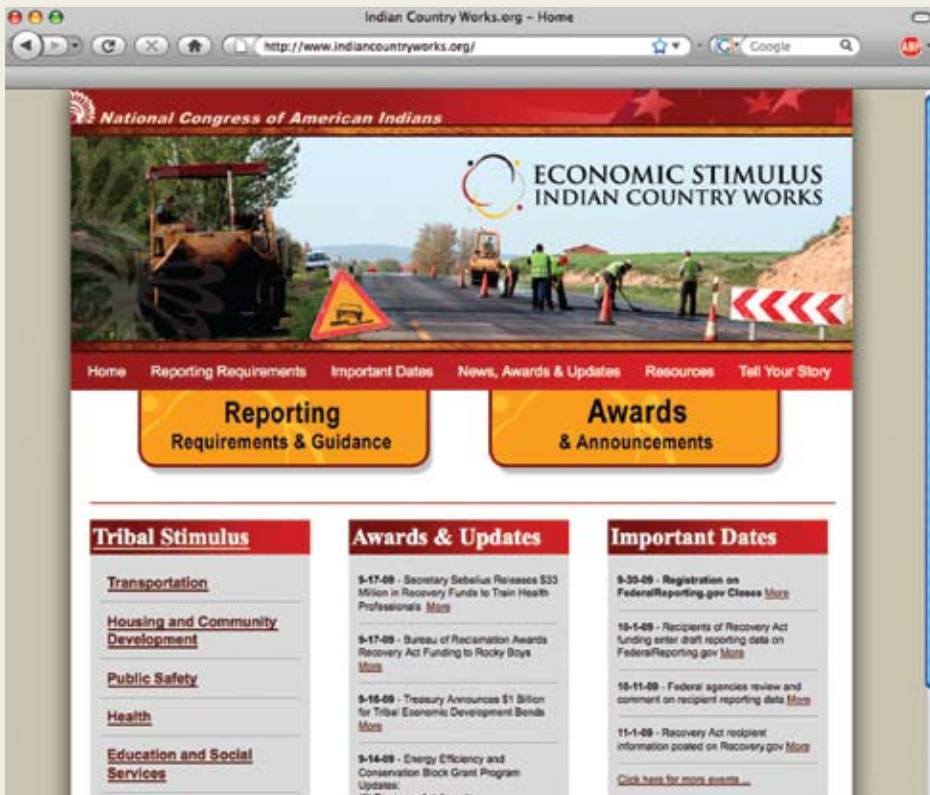 Indian Country Works.org – Home
http://www.indiancountryworks.org/
Google
ABP
National Congress of American Indians
ECONOMIC STIMULUS
INDIAN COUNTRY WORKS
Home
Reporting Requirements
Important Dates
News, Awards & Updates
Resources
Tell Your Story
Reporting
Requirements & Guidance
Awards
& Announcements
Tribal Stimulus
Transportation
Housing and Community
Development
Public Safety
Health
Education and Social
Services
Awards & Updates
9-17-09 - Secretary Sebelius Releases $33
Million in Recovery Funds to Train Health
Professionals More
9-17-09 - Bureau of Reclamation Awards
Recovery Act Funding to Rocky Boys
More
9-16-09 - Treasury Announces $1 Billion
for Tribal Economic Development Bonds
More
9-14-09 - Energy Efficiency and
Conservation Block Grant Program
Updates:
Important Dates
9-30-09 - Registration on
FederalReporting.gov Closes More
10-1-09 - Recipients of Recovery Act
funding enter draft reporting data on
FederalReporting.gov More
10-11-09 - Federal agencies review and
comment on recipient reporting data More
11-1-09 - Recovery Act recipient
information posted on Recovery.gov More
Click here for more events ...